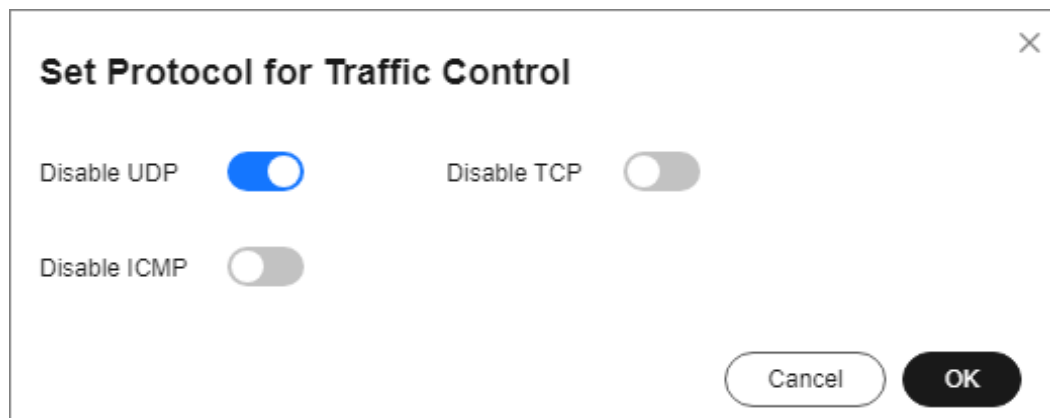 Set Protocol for Traffic Control
Disable UDP Disable TCP
Disable ICMP
Cancel OK